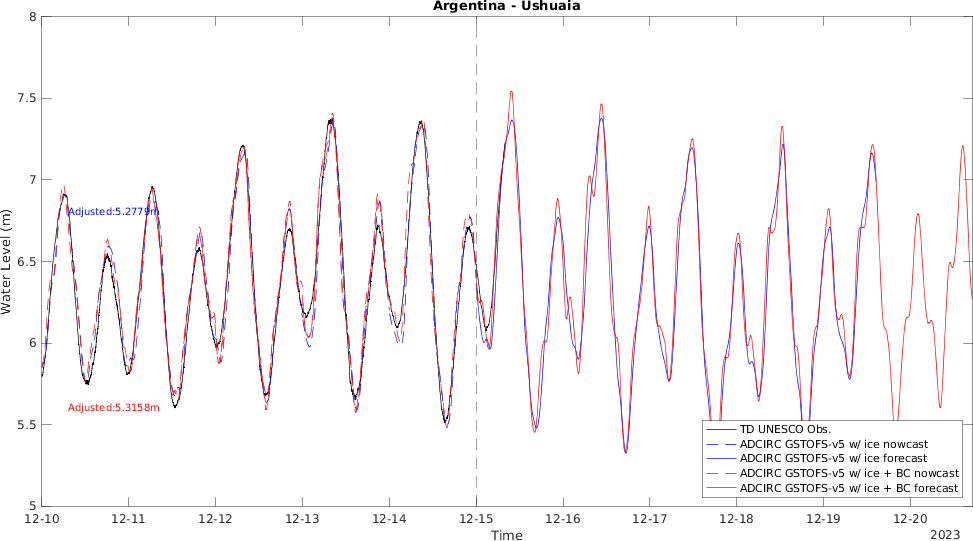 Argentina - Ushuaia
Water Level (m)
8
7.5
7
6.5
6
5.5
5
Adjusted:5.2779m
Adjusted:5.3158m
TD UNESCO Obs.
ADCIRC GSTOFS-v5 w/ ice nowcast
ADCIRC GSTOFS-v5 w/ ice forecast
ADCIRC GSTOFS-v5 w/ ice + BC nowcast
ADCIRC GSTOFS-v5 w/ ice + BC forecast
12-10 12-11 12-12 12-13 12-14 12-15 12-16 12-17 12-18 12-19 12-20
Time
2023